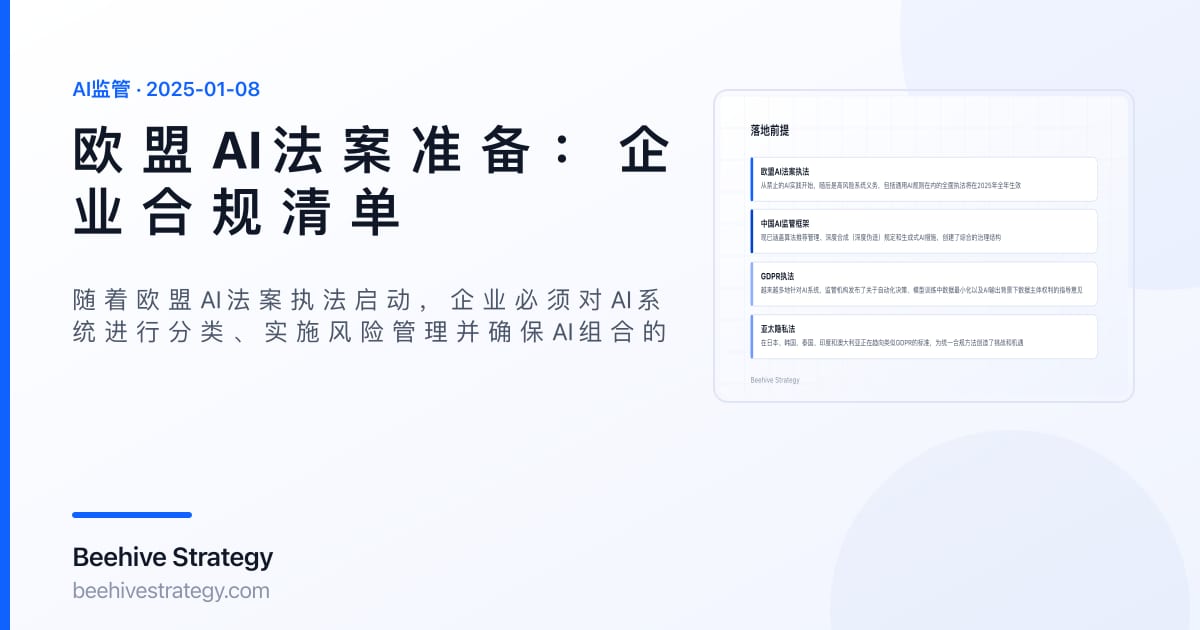 AI监管 · 2025-01-08
欧盟AI法案准备：企
业合规清单
随着欧盟AI法案执法启动，企业必须对AI系
统进行分类、实施风险管理并确保AI组合的
落地前提
欧盟AI法案执法
从禁止的AI实践开始，随后是高风险系统义务，包括通用AI规则在内的全面执法将在2025年全年生效
中国AI监管框架
现已涵盖算法推荐管理、深度合成（深度伪造）规定和生成式AI措施，创建了综合的治理结构
GDPR执法
越来越多地针对AI系统，监管机构发布了关于自动化决策、模型训练中数据最小化以及AI输出背景下数据主体权利的指导意见
亚太隐私法
在日本、韩国、泰国、印度和澳大利亚正在趋向类似GDPR的标准，为统一合规方法创造了挑战和机遇
Beehive Strategy
Beehive Strategy
beehivestrategy.com